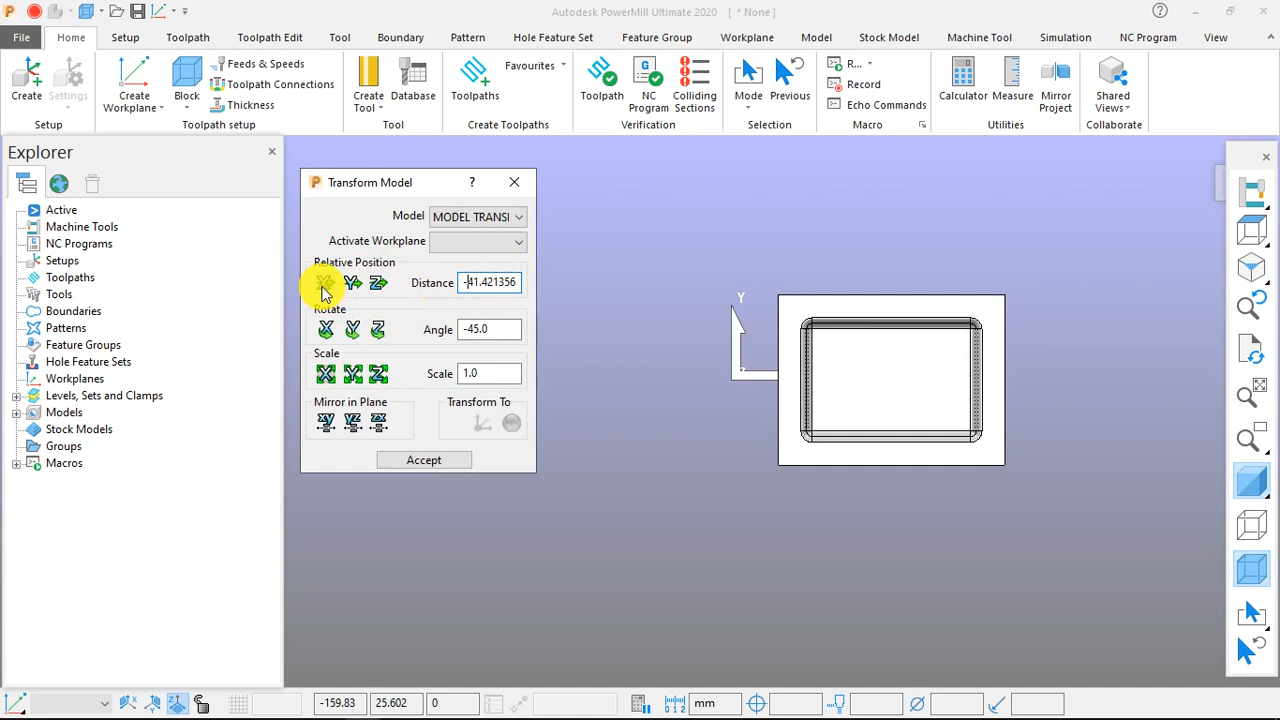 Autodesk PowerMill Ultimate 2020 [ * None ]
File Home Setup Toolpath Toolpath Edit Tool Boundary Pattern Hole Feature Set Feature Group Workplane Model Stock Model Machine Tool Simulation NC Program View
Create
Settings
Setup
Create
Workplane
Block
Feeds & Speeds
Toolpath Connections
Thickness
Toolpath setup
Create
Tool
Database
Tool
Toolpaths
Favourites
Create Toolpaths
Toolpath
NC
Program
Colliding
Sections
Verification
Mode
Previous
Selection
R...
Record
Echo Commands
Macro
Calculator
Measure
Mirror
Project
Utilities
Shared
Views
Collaborate
Explorer
Active
Machine Tools
NC Programs
Setups
Toolpaths
Tools
Boundaries
Patterns
Feature Groups
Hole Feature Sets
Workplanes
Levels, Sets and Clamps
Models
Stock Models
Groups
Macros
Transform Model ?
Model MODEL TRANSI
Activate Workplane
Relative Position
X Y Z Distance -41.421356
Rotate
X Y Z Angle -45.0
Scale
X Y Z Scale 1.0
Mirror in Plane Transform To
XY YZ ZX
Accept
Y
Z
-159.83 25.602 0 mm